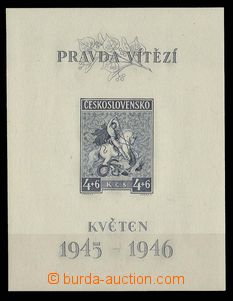 PRAVDA VÍTĚZÍ
ČESKOSLOVENSKO
4+6 KČS 4+6
KVĚTEN
1945 - 1946
© burda-auction.com